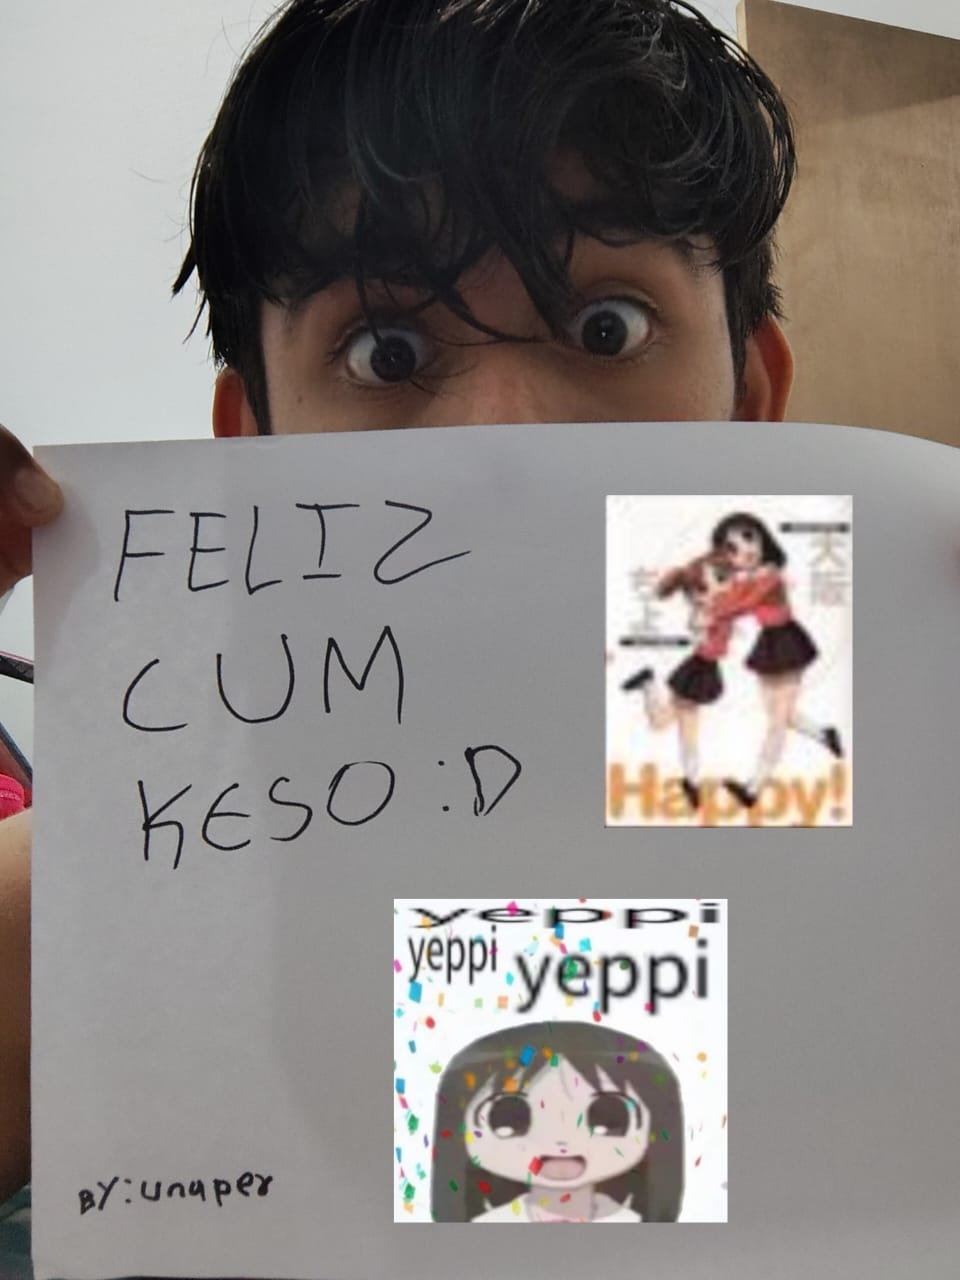 FELIZ
CUM
KESO :D
Happy!
yeppi
yeppi yeppi
BY: unaper